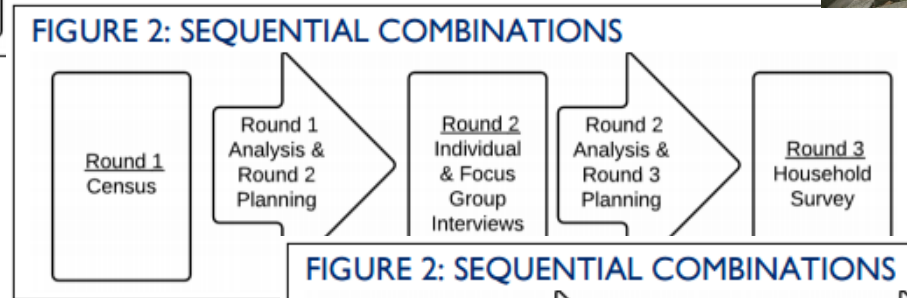 FIGURE 2: SEQUENTIAL COMBINATIONS
Round 1
Census
Round 1
Analysis &
Round 2
Planning
Round 2
Individual
& Focus
Group
Interviews
Round 2
Analysis &
Round 3
Planning
Round 3
Household
Survey
FIGURE 2: SEQUENTIAL COMBINATIONS